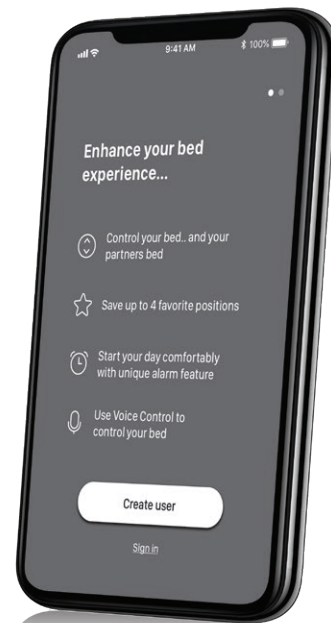 9:41 AM
100%
Enhance your bed
experience...
Control your bed.. and your
partners bed
Save up to 4 favorite positions
Start your day comfortably
with unique alarm feature
Use Voice Control to
control your bed
Create user
Sign in